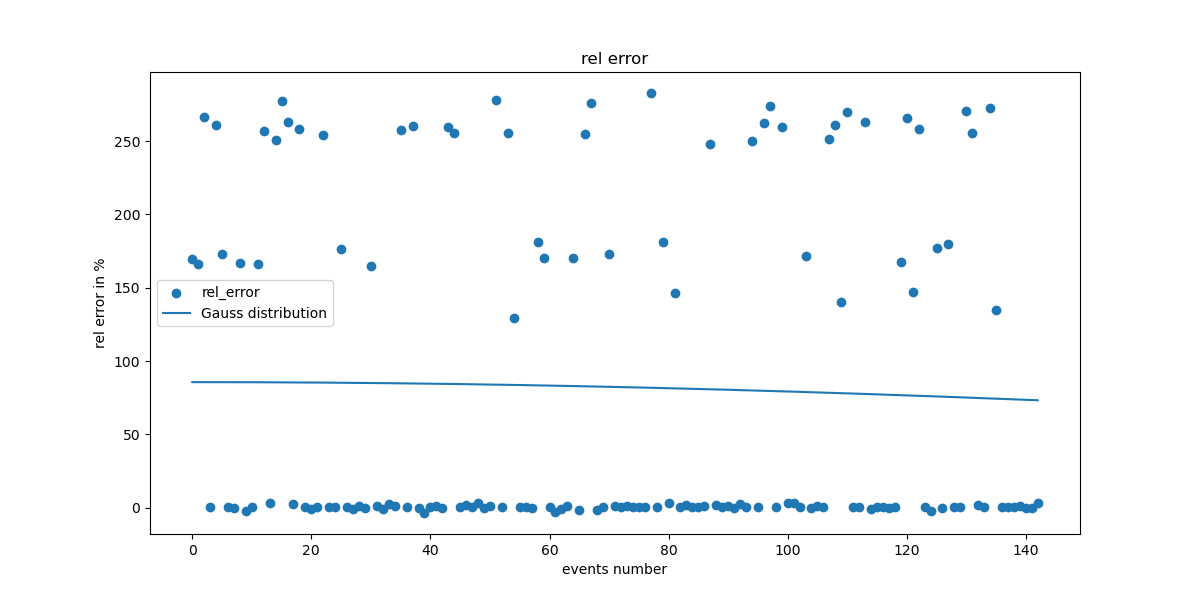 rel error
rel error in %
250
200
150
100
50
0
rel_error
Gauss distribution
0 20 40 60 80 100 120 140
events number